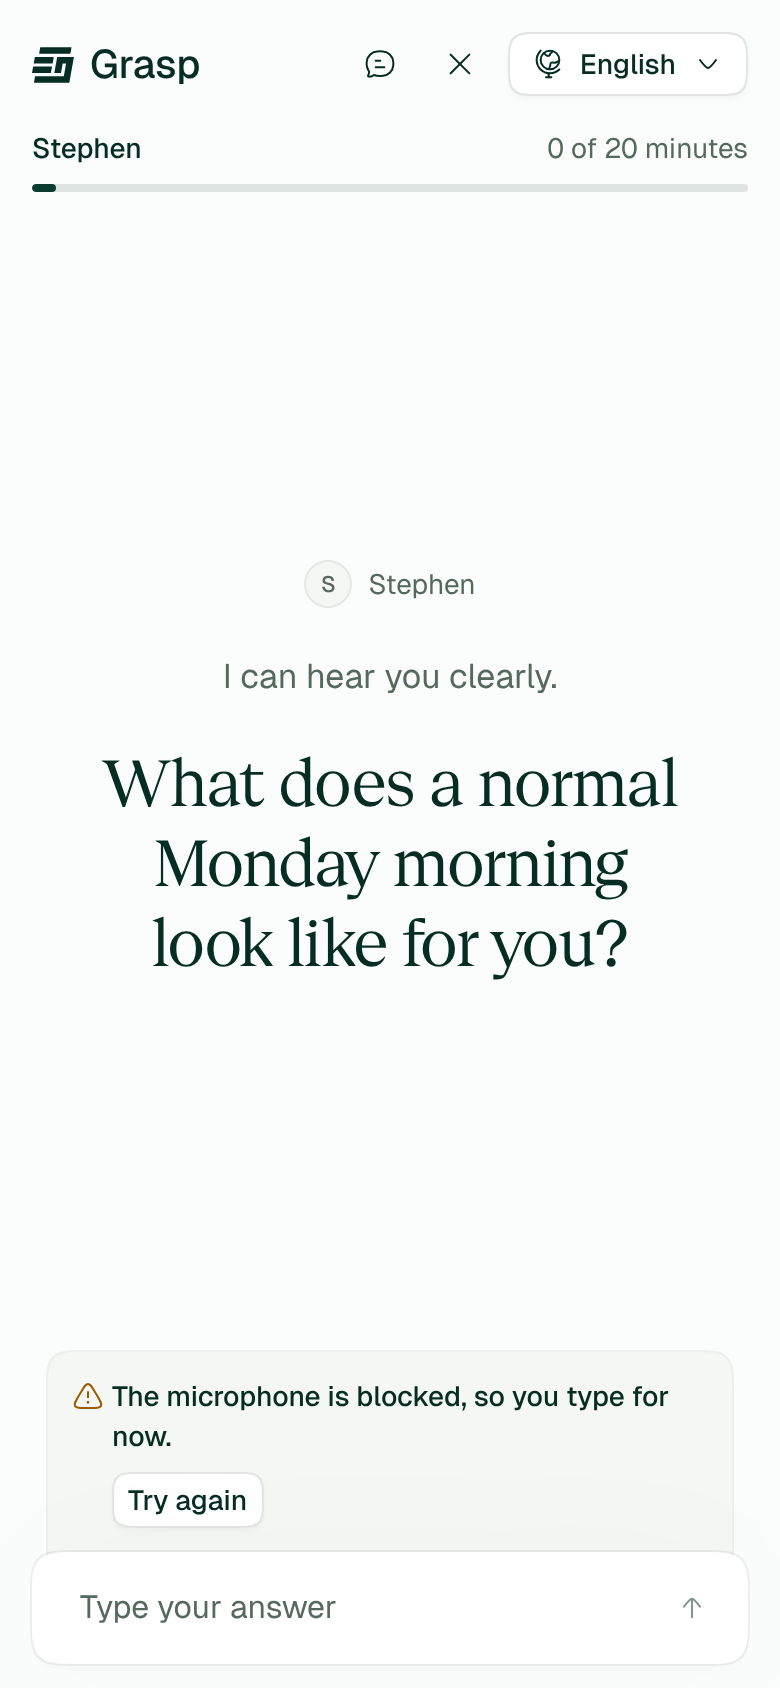 Grasp
English
Stephen
0 of 20 minutes
S
Stephen
I can hear you clearly.
What does a normal
Monday morning
look like for you?
The microphone is blocked, so you type for
now.
Try again
Type your answer